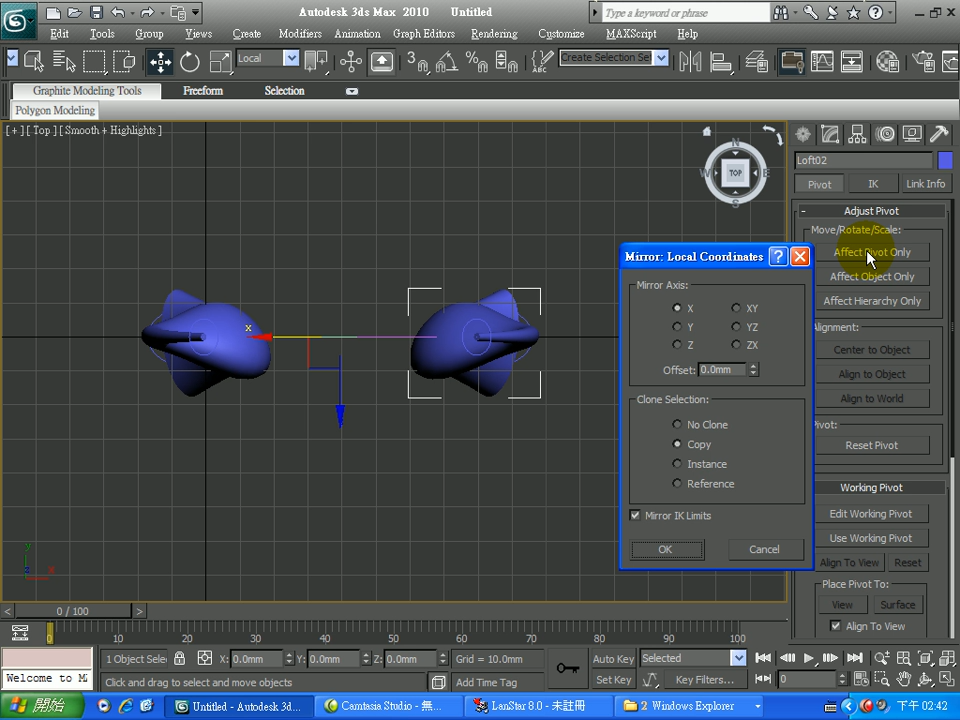 Autodesk 3ds Max 2010 Untitled
Type a keyword or phrase
Edit Tools Group Views Create Modifiers Animation Graph Editors Rendering Customize MAXScript Help
Local
3
Create Selection Se
Graphite Modeling Tools Freeform Selection
Polygon Modeling
[ + ] [ Top ] [ Smooth + Highlights ]
N
W TOP E
S
x
y
x
z
Loft02
Pivot IK Link Info
- Adjust Pivot
Move/Rotate/Scale:
Affect Pivot Only
Affect Object Only
Affect Hierarchy Only
Alignment:
Center to Object
Align to Object
Align to World
Pivot:
Reset Pivot
Working Pivot
Edit Working Pivot
Use Working Pivot
Align To View Reset
Place Pivot To:
View Surface
Align To View
Mirror: Local Coordinates
Mirror Axis:
X XY
Y YZ
Z ZX
Offset: 0.0mm
Clone Selection:
No Clone
Copy
Instance
Reference
Mirror IK Limits
OK Cancel
< 0 / 100 >
0 10 20 30 40 50 60 70 80 90 100
1 Object Sele X: 0.0mm Y: 0.0mm Z: 0.0mm Grid = 10.0mm Auto Key Selected
Welcome to M Click and drag to select and move objects Add Time Tag Set Key Key Filters... 0
開始 Untitled - Autodesk 3d... Camtasia Studio - 無... LanStar 8.0 - 未註冊 2 Windows Explorer 下午 02:42